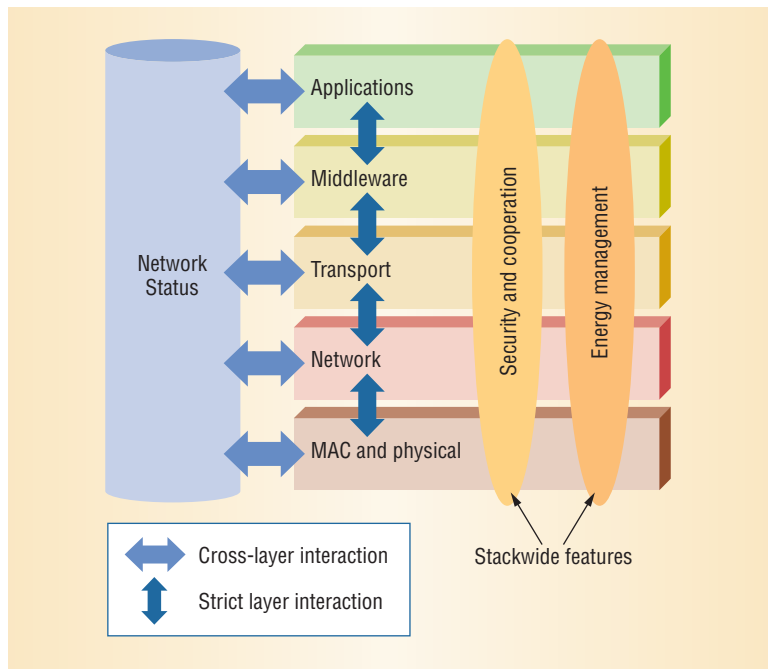 Applications
Middleware
Network
Status
Transport
Network
MAC and physical
Security and cooperation
Energy management
Cross-layer interaction
Strict layer interaction
Stackwide features